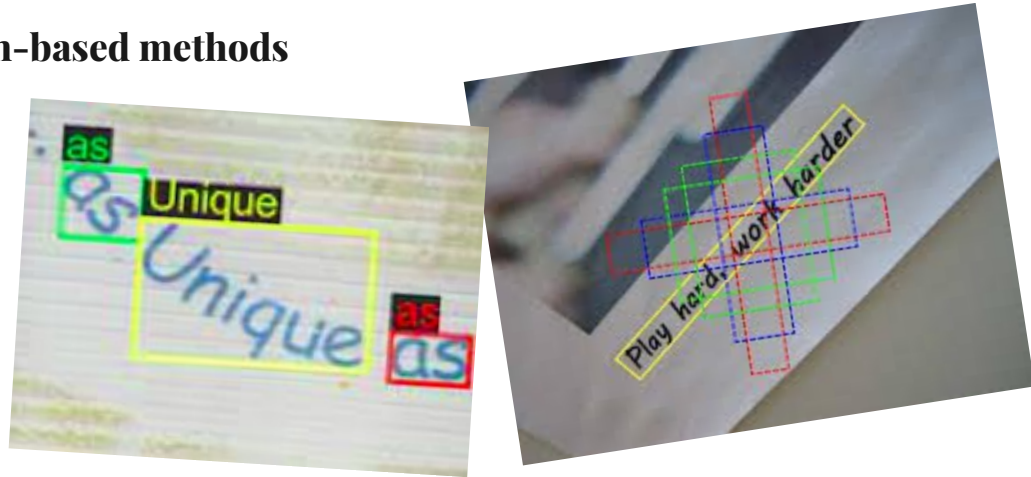 n-based methods
as
as
Unique
Unique
as
as
Play hard, work harder